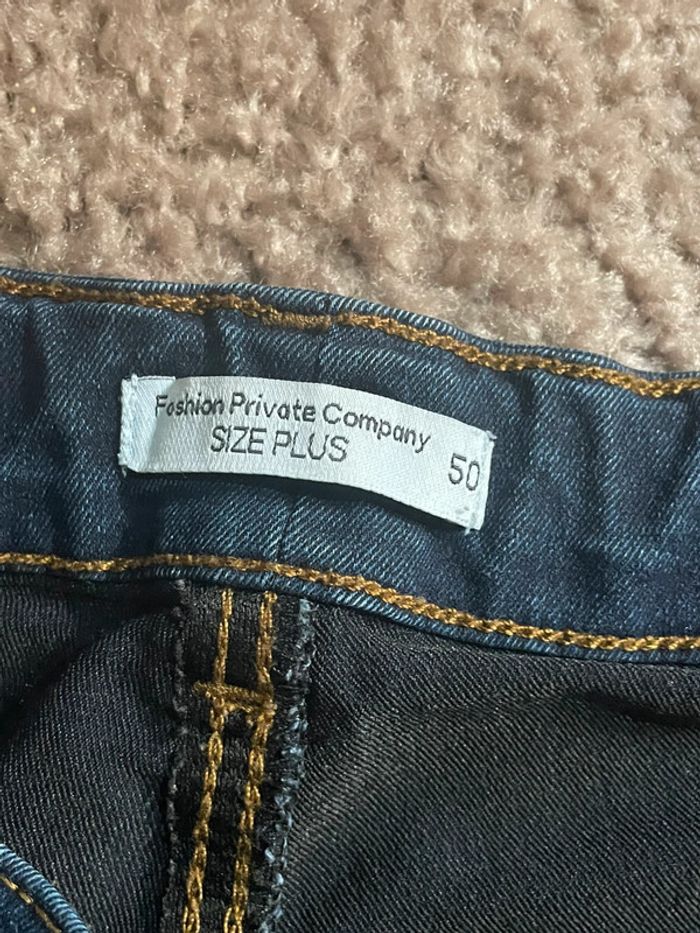 Fashion Private Company
SIZE PLUS
50